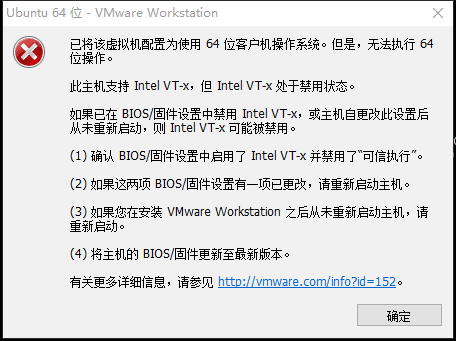 Ubuntu 64 位 - VMware Workstation
已将该虚拟机配置为使用 64 位客户机操作系统。但是，无法执行 64
位操作。
此主机支持 Intel VT-x，但 Intel VT-x 处于禁用状态。
如果已在 BIOS/固件设置中禁用 Intel VT-x，或主机自更改此设置后
从未重新启动，则 Intel VT-x 可能被禁用。
(1) 确认 BIOS/固件设置中启用了 Intel VT-x 并禁用了“可信执行”。
(2) 如果这两项 BIOS/固件设置有一项已更改，请重新启动主机。
(3) 如果您在安装 VMware Workstation 之后从未重新启动主机，请
重新启动。
(4) 将主机的 BIOS/固件更新至最新版本。
有关更多详细信息，请参见 http://vmware.com/info?id=152。
确定